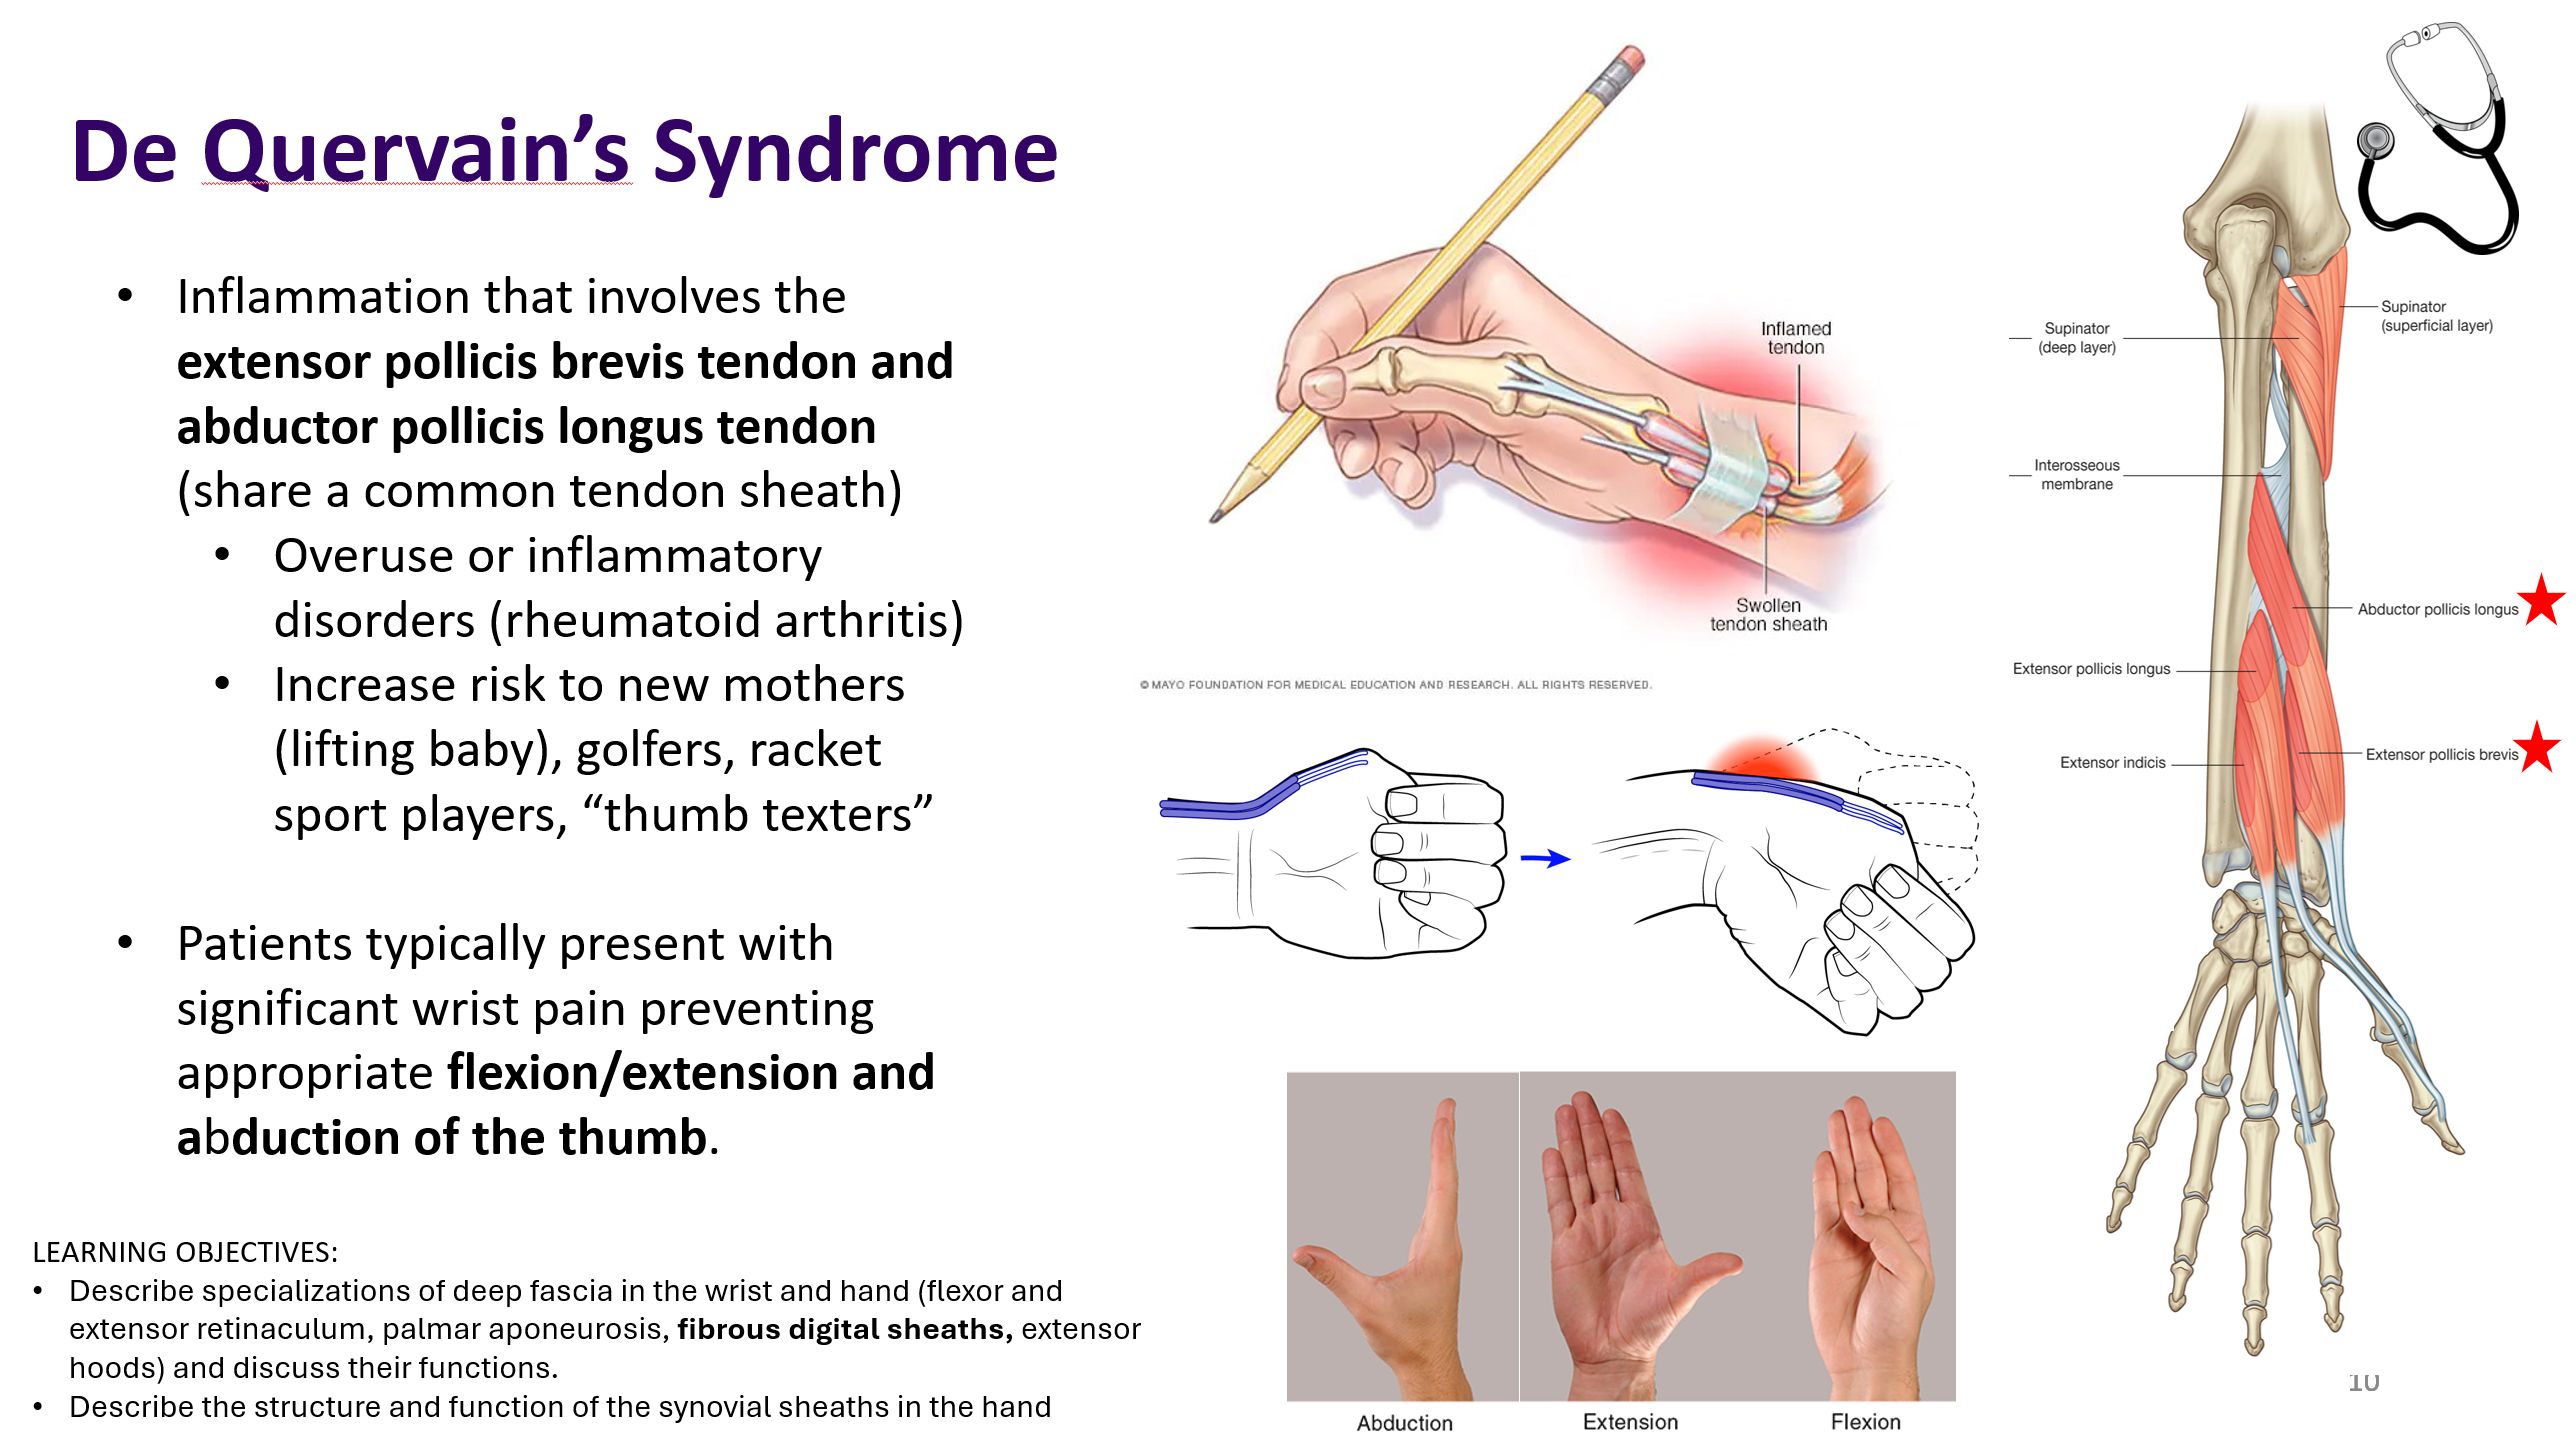 De Quervain’s Syndrome
• Inflammation that involves the
extensor pollicis brevis tendon and
abductor pollicis longus tendon
(share a common tendon sheath)
• Overuse or inflammatory
disorders (rheumatoid arthritis)
• Increase risk to new mothers
(lifting baby), golfers, racket
sport players, “thumb texters”
• Patients typically present with
significant wrist pain preventing
appropriate flexion/extension and
abduction of the thumb.
LEARNING OBJECTIVES:
• Describe specializations of deep fascia in the wrist and hand (flexor and
extensor retinaculum, palmar aponeurosis, fibrous digital sheaths, extensor
hoods) and discuss their functions.
• Describe the structure and function of the synovial sheaths in the hand
Inflamed
tendon
Swollen
tendon sheath
© MAYO FOUNDATION FOR MEDICAL EDUCATION AND RESEARCH. ALL RIGHTS RESERVED.
Abduction
Extension
Flexion
Supinator
(superficial layer)
Supinator
(deep layer)
Interosseous
membrane
Abductor pollicis longus
Extensor pollicis longus
Extensor pollicis brevis
Extensor indicis
10